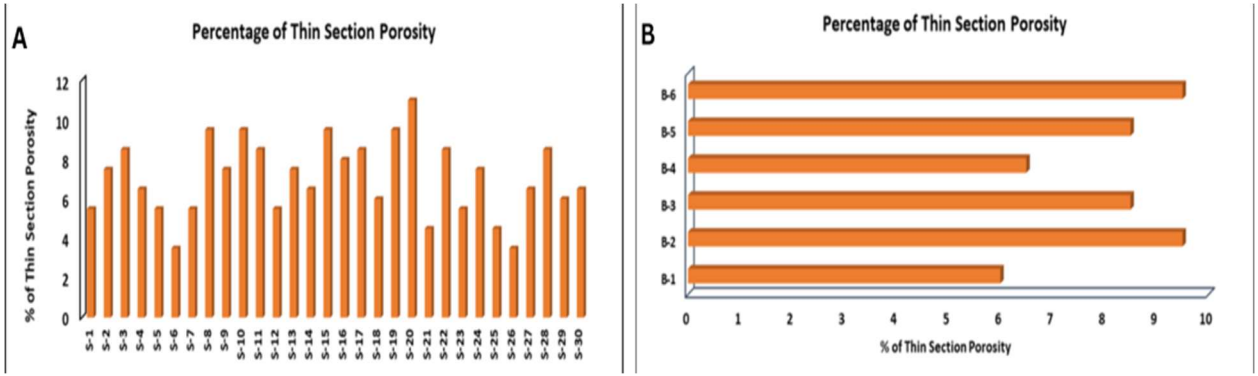 A
Percentage of Thin Section Porosity
% of Thin Section Porosity
12
10
8
6
4
2
0
S-1
S-2
S-3
S-4
S-5
S-6
S-7
S-8
S-9
S-10
S-11
S-12
S-13
S-14
S-15
S-16
S-17
S-18
S-19
S-20
S-21
S-22
S-23
S-24
S-25
S-26
S-27
S-28
S-29
S-30
B
Percentage of Thin Section Porosity
B-6
B-5
B-4
B-3
B-2
B-1
0 1 2 3 4 5 6 7 8 9 10
% of Thin Section Porosity